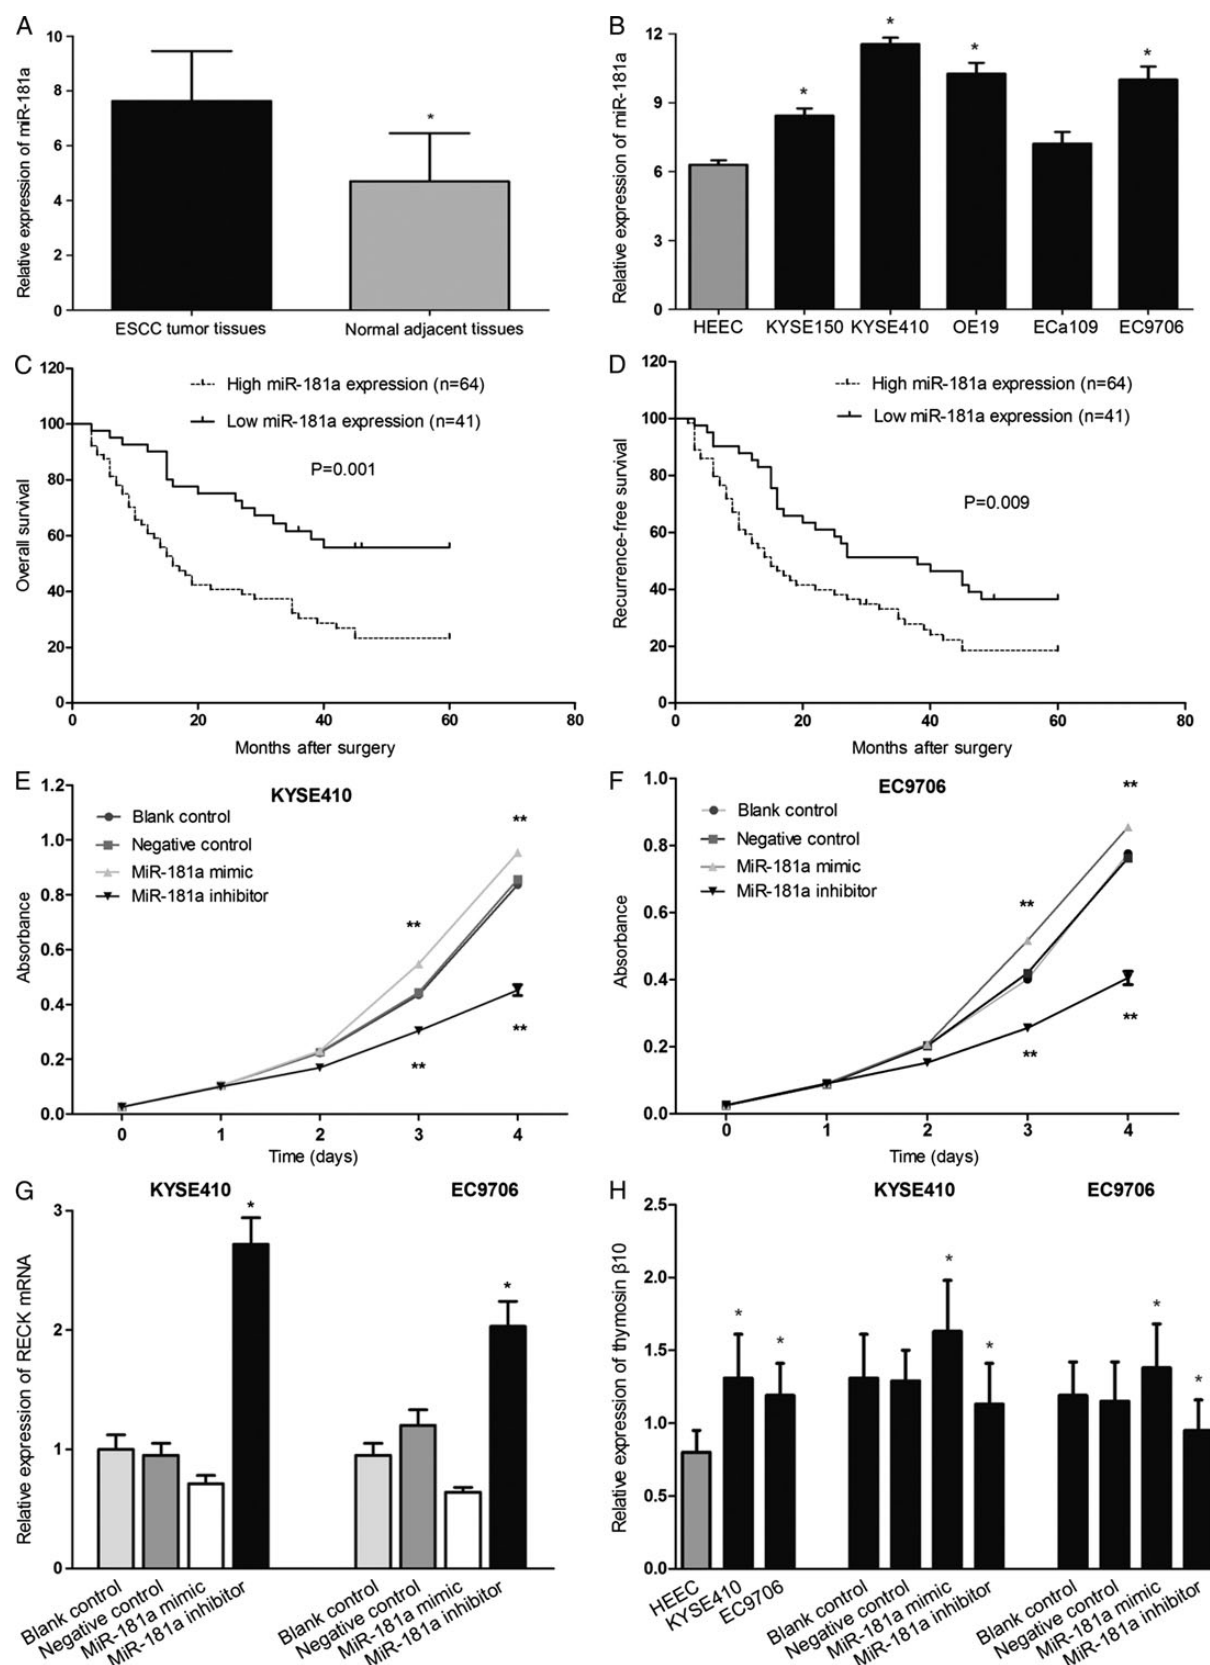 A
Relative expression of miR-181a
10
8
6
4
2
0
*
ESCC tumor tissues
Normal adjacent tissues
B
Relative expression of miR-181a
12
9
6
3
0
*
*
*
*
HEEC
KYSE150
KYSE410
OE19
ECa109
EC9706
C
Overall survival
120
100
80
60
40
20
0
High miR-181a expression (n=64)
Low miR-181a expression (n=41)
P=0.001
0
20
40
60
80
Months after surgery
D
Recurrence-free survival
120
100
80
60
40
20
0
High miR-181a expression (n=64)
Low miR-181a expression (n=41)
P=0.009
0
20
40
60
80
Months after surgery
E
KYSE410
Absorbance
1.2
1.0
0.8
0.6
0.4
0.2
0.0
Blank control
Negative control
MiR-181a mimic
MiR-181a inhibitor
**
**
**
**
0
1
2
3
4
Time (days)
F
EC9706
Absorbance
1.0
0.8
0.6
0.4
0.2
0.0
Blank control
Negative control
MiR-181a mimic
MiR-181a inhibitor
**
**
**
**
0
1
2
3
4
Time (days)
G
KYSE410
EC9706
Relative expression of RECK mRNA
3
2
1
0
*
*
Blank control
Negative control
MiR-181a mimic
MiR-181a inhibitor
Blank control
Negative control
MiR-181a mimic
MiR-181a inhibitor
H
KYSE410
EC9706
Relative expression of thymosin β10
2.5
2.0
1.5
1.0
0.5
0.0
*
*
*
*
*
*
HEEC
KYSE410
EC9706
Blank control
Negative control
MiR-181a mimic
MiR-181a inhibitor
Blank control
Negative control
MiR-181a mimic
MiR-181a inhibitor